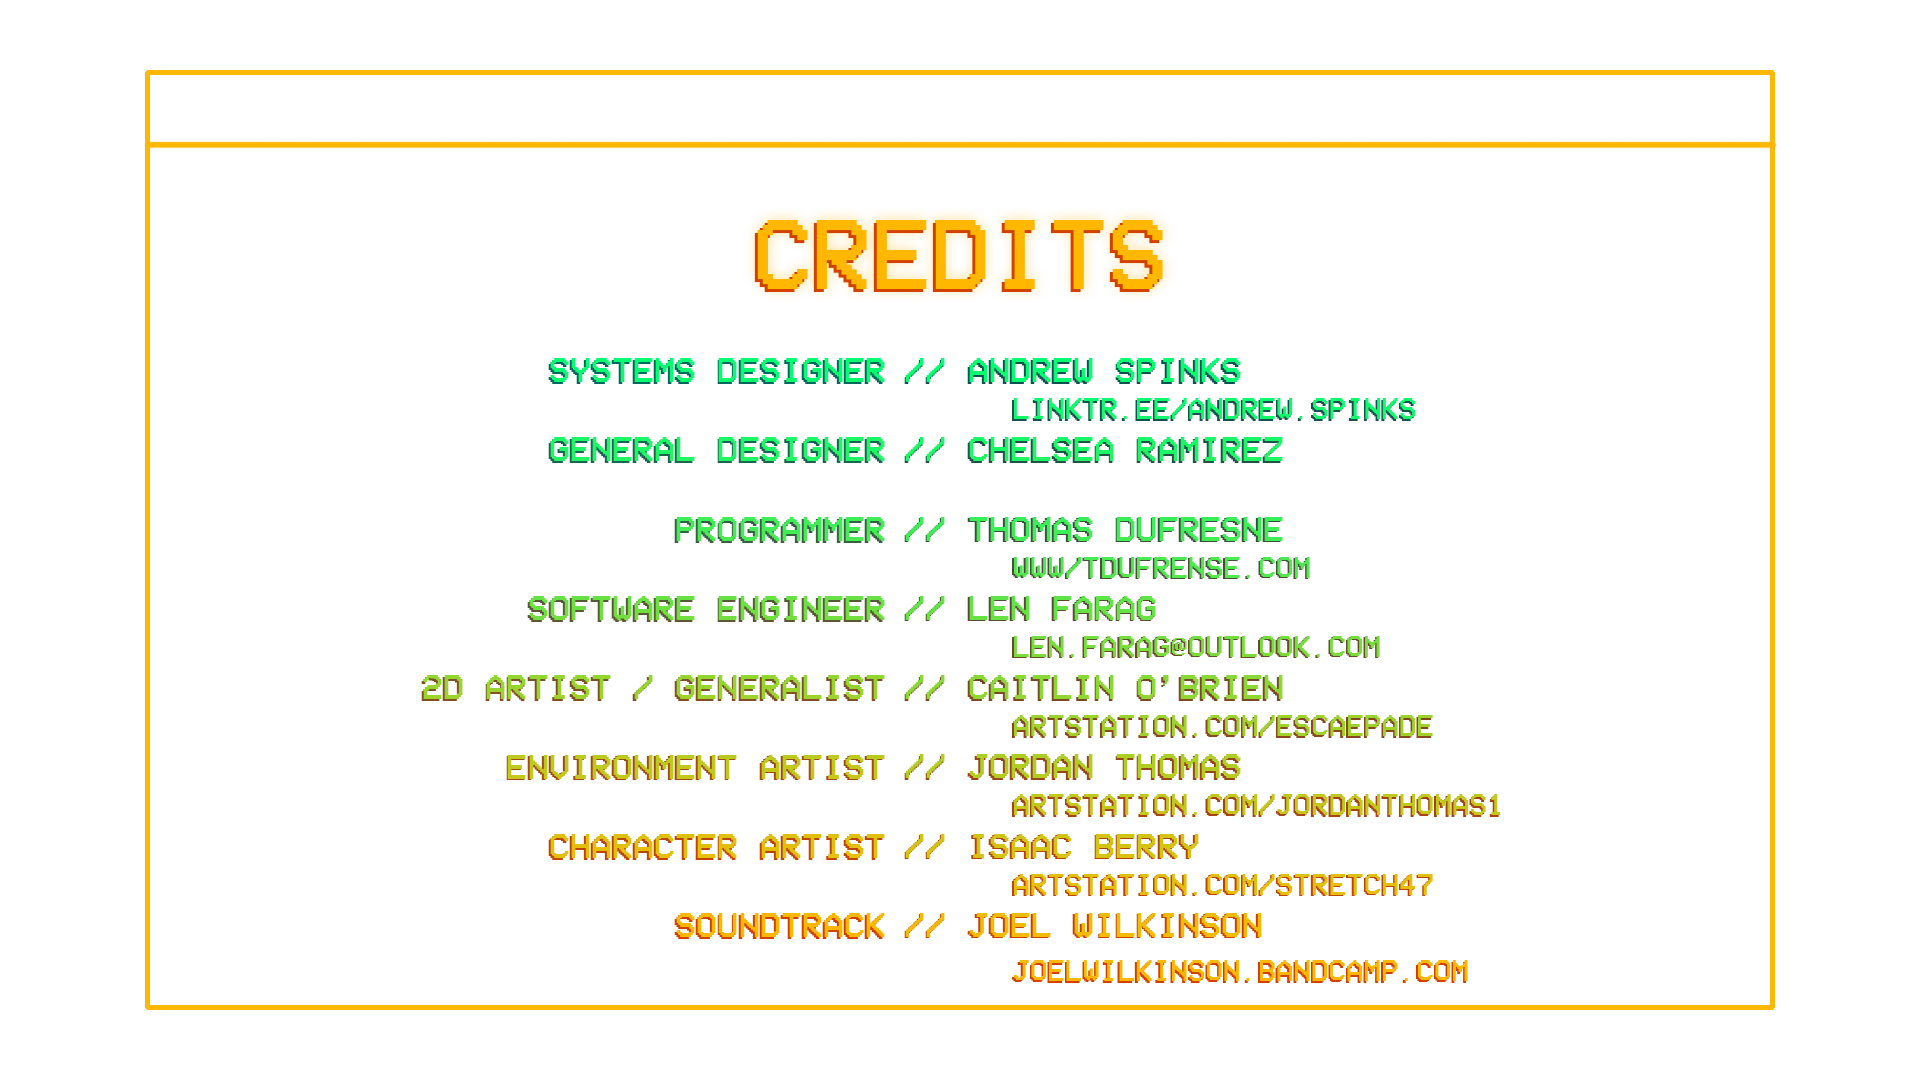 CREDITS
SYSTEMS DESIGNER // ANDREW SPINKS
LINKTR.EE/ANDREW.SPINKS
GENERAL DESIGNER // CHELSEA RAMIREZ
PROGRAMMER // THOMAS DUFRESNE
WWW/TDUFRENSE.COM
SOFTWARE ENGINEER // LEN FARAG
LEN.FARAG@OUTLOOK.COM
2D ARTIST / GENERALIST // CAITLIN O'BRIEN
ARTSTATION.COM/ESCAEPADE
ENVIRONMENT ARTIST // JORDAN THOMAS
ARTSTATION.COM/JORDANTHOMAS1
CHARACTER ARTIST // ISAAC BERRY
ARTSTATION.COM/STRETCH47
SOUNDTRACK // JOEL WILKINSON
JOELWILKINSON.BANDCAMP.COM